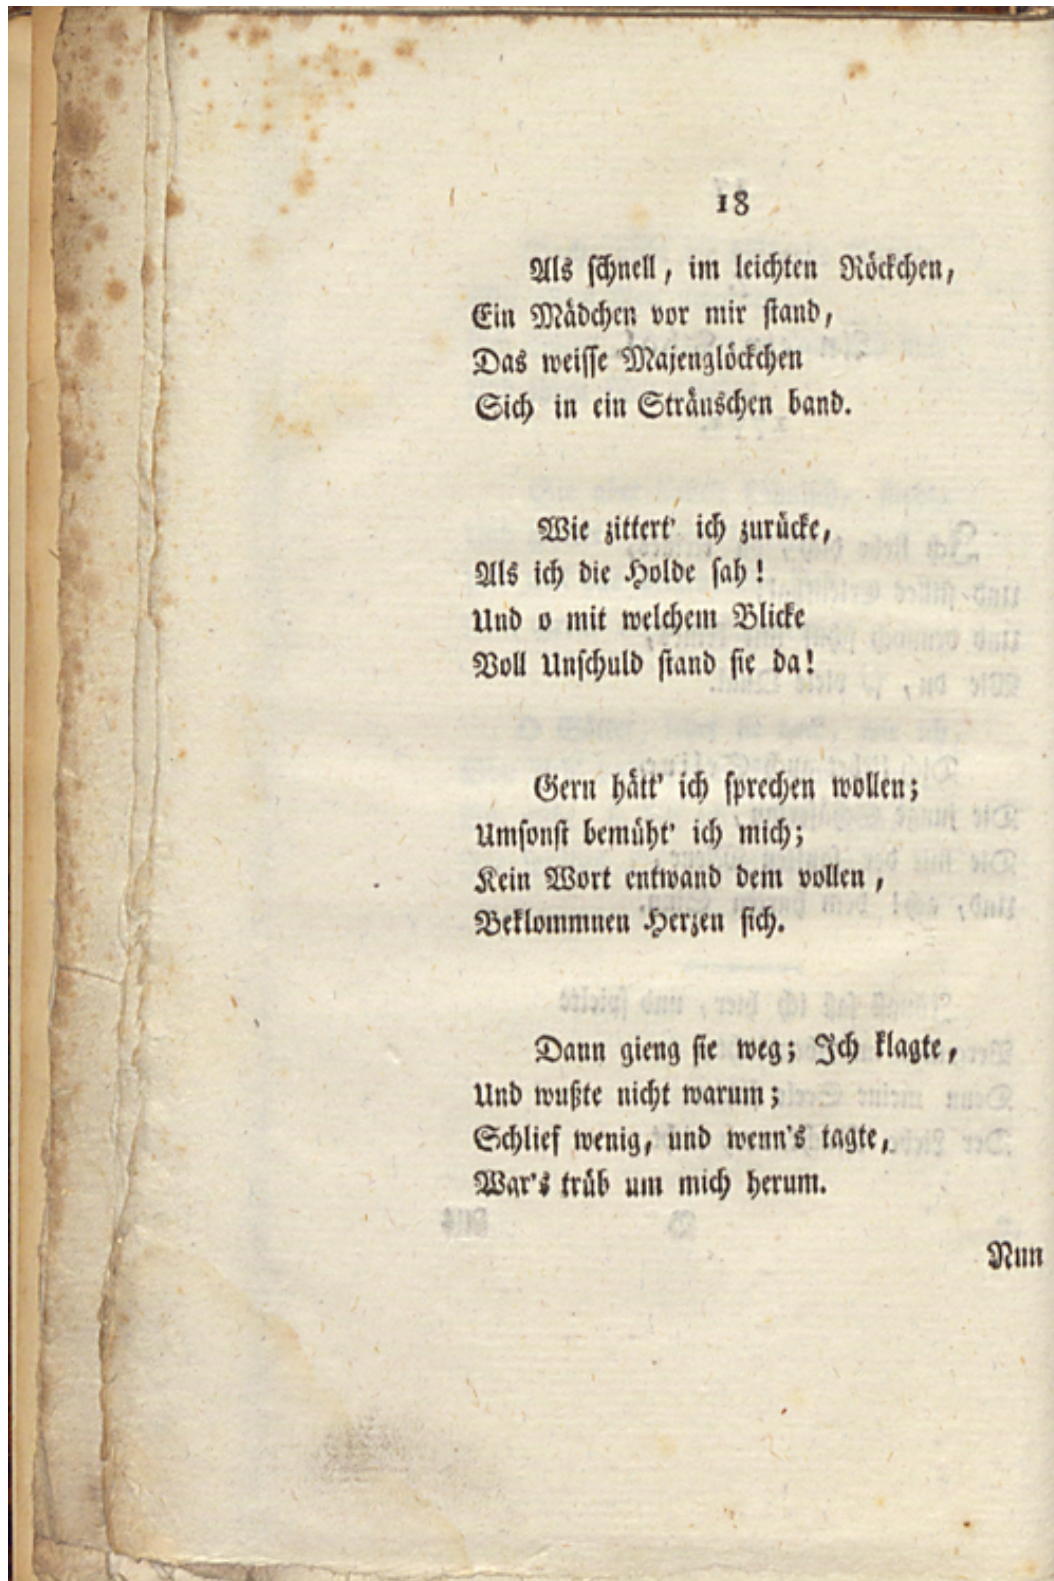 18
Als schnell, im leichten Röckchen,
Ein Mädchen vor mir stand,
Das weisse Majenglöckchen
Sich in ein Sträuschen band.
Wie zittert' ich zurücke,
Als ich die Holde sah!
Und o mit welchem Blicke
Voll Unschuld stand sie da!
Gern hätt' ich sprechen wollen;
Umsonst bemüht' ich mich;
Kein Wort entwand dem vollen,
Beklommnen Herzen sich.
Dann gieng sie weg; Ich klagte,
Und wußte nicht warum;
Schlief wenig, und wenn's tagte,
War's trüb um mich herum.
Nun